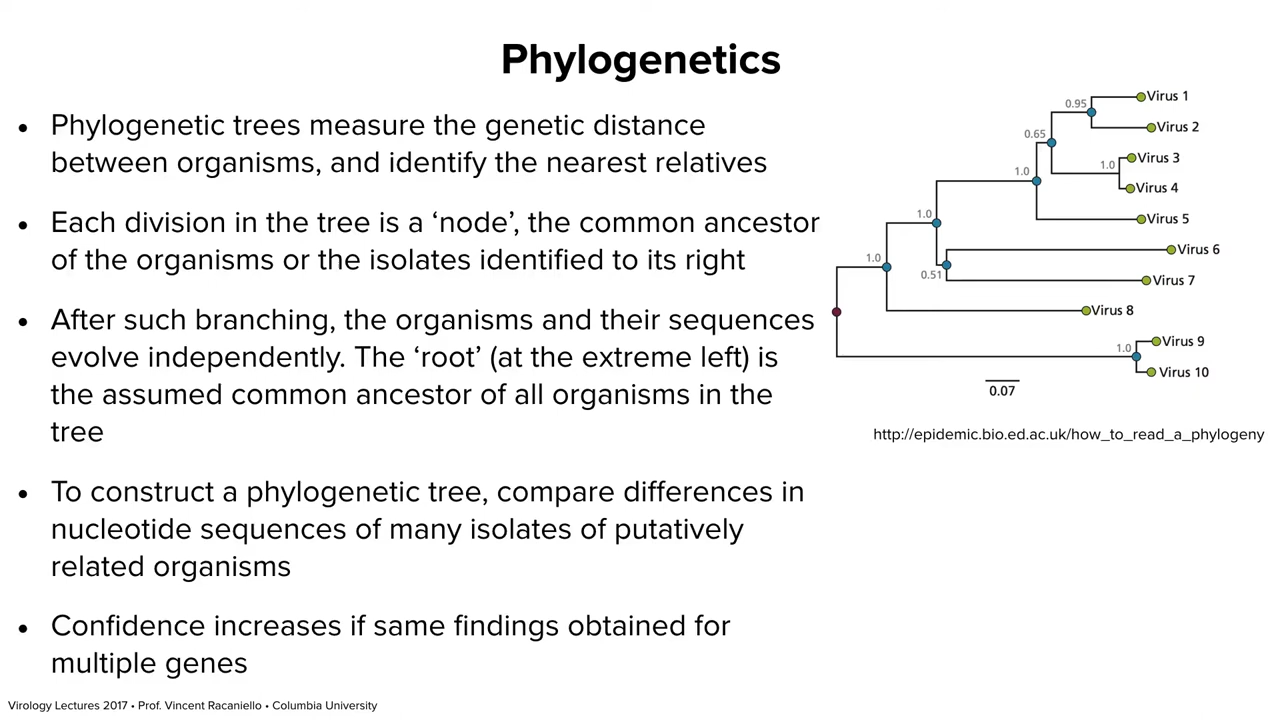 Phylogenetics
• Phylogenetic trees measure the genetic distance
between organisms, and identify the nearest relatives
• Each division in the tree is a ‘node’, the common ancestor
of the organisms or the isolates identified to its right
• After such branching, the organisms and their sequences
evolve independently. The ‘root’ (at the extreme left) is
the assumed common ancestor of all organisms in the
tree
• To construct a phylogenetic tree, compare differences in
nucleotide sequences of many isolates of putatively
related organisms
• Confidence increases if same findings obtained for
multiple genes
Virus 1
0.95
Virus 2
0.65
Virus 3
1.0
Virus 4
1.0
Virus 5
1.0
Virus 6
1.0
0.51
Virus 7
Virus 8
Virus 9
1.0
Virus 10
0.07
http://epidemic.bio.ed.ac.uk/how_to_read_a_phylogeny
Virology Lectures 2017 • Prof. Vincent Racaniello • Columbia University